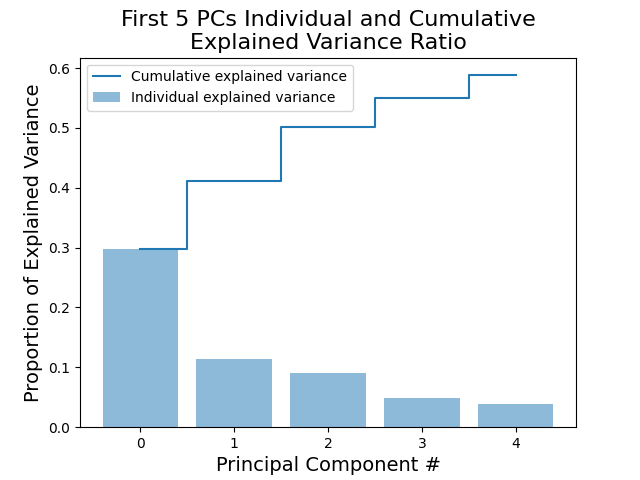 First 5 PCs Individual and Cumulative
Explained Variance Ratio
Cumulative explained variance
Individual explained variance
Proportion of Explained Variance
0.6
0.5
0.4
0.3
0.2
0.1
0.0
0 1 2 3 4
Principal Component #